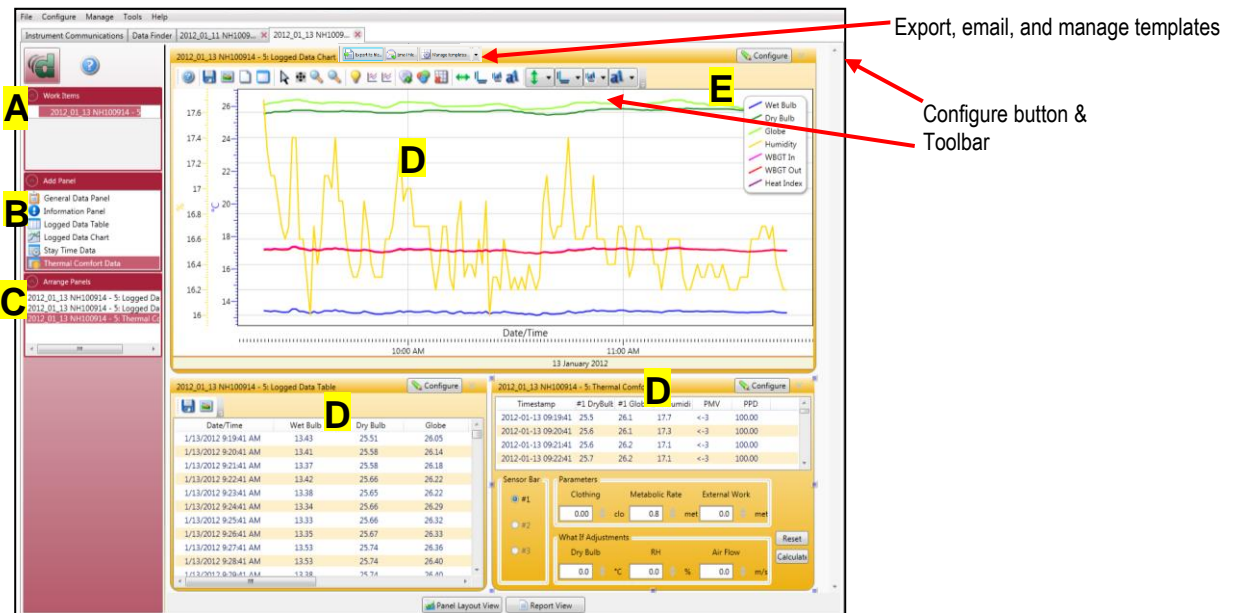 File Configure Manage Tools Help
Instrument Communications Data Finder 2012_01_11 NH1009... 2012_01_13 NH1009...
Export, email, and manage templates
Configure button &
Toolbar
A
Work Items
2012_01_13 NH100914 - 5
B
Add Panel
General Data Panel
Information Panel
Logged Data Table
Logged Data Chart
Stay Time Data
Thermal Comfort Data
C
Arrange Panels
2012_01_13 NH100914 - 5: Logged Da
2012_01_13 NH100914 - 5: Logged Da
2012_01_13 NH100914 - 5: Thermal Co
2012_01_13 NH100914 - 5: Logged Data Chart
Manage templates...
Configure
E
D
%
17.6
17.4
17.2
17
16.8
16.6
16.4
16.2
16
°C
26
24
22
20
18
16
14
Wet Bulb
Dry Bulb
Globe
Humidity
WBGT In
WBGT Out
Heat Index
Date/Time
10:00 AM 11:00 AM
13 January 2012
2012_01_13 NH100914 - 5: Logged Data Table
Configure
D
Date/Time Wet Bulb Dry Bulb Globe
1/13/2012 9:19:41 AM 13.43 25.51 26.05
1/13/2012 9:20:41 AM 13.41 25.58 26.14
1/13/2012 9:21:41 AM 13.37 25.58 26.18
1/13/2012 9:22:41 AM 13.42 25.66 26.22
1/13/2012 9:23:41 AM 13.38 25.65 26.22
1/13/2012 9:24:41 AM 13.34 25.66 26.29
1/13/2012 9:25:41 AM 13.33 25.66 26.32
1/13/2012 9:26:41 AM 13.35 25.67 26.33
1/13/2012 9:27:41 AM 13.53 25.74 26.36
1/13/2012 9:28:41 AM 13.53 25.74 26.40
1/13/2012 9:29:41 AM 13.38 25.74 26.40
2012_01_13 NH100914 - 5: Thermal Comfo
Configure
D
Timestamp #1 DryBulb #1 Glob umidi PMV PPD
2012-01-13 09:19:41 25.5 26.1 17.7 <-3 100.00
2012-01-13 09:20:41 25.6 26.1 17.3 <-3 100.00
2012-01-13 09:21:41 25.6 26.2 17.1 <-3 100.00
2012-01-13 09:22:41 25.7 26.2 17.1 <-3 100.00
Sensor Bar
#1
#2
#3
Parameters
Clothing Metabolic Rate External Work
0.00 clo 0.8 met 0.0 met
What If Adjustments
Dry Bulb RH Air Flow
0.0 °C 0.0 % 0.0 m/s
Reset
Calculate
Panel Layout View Report View